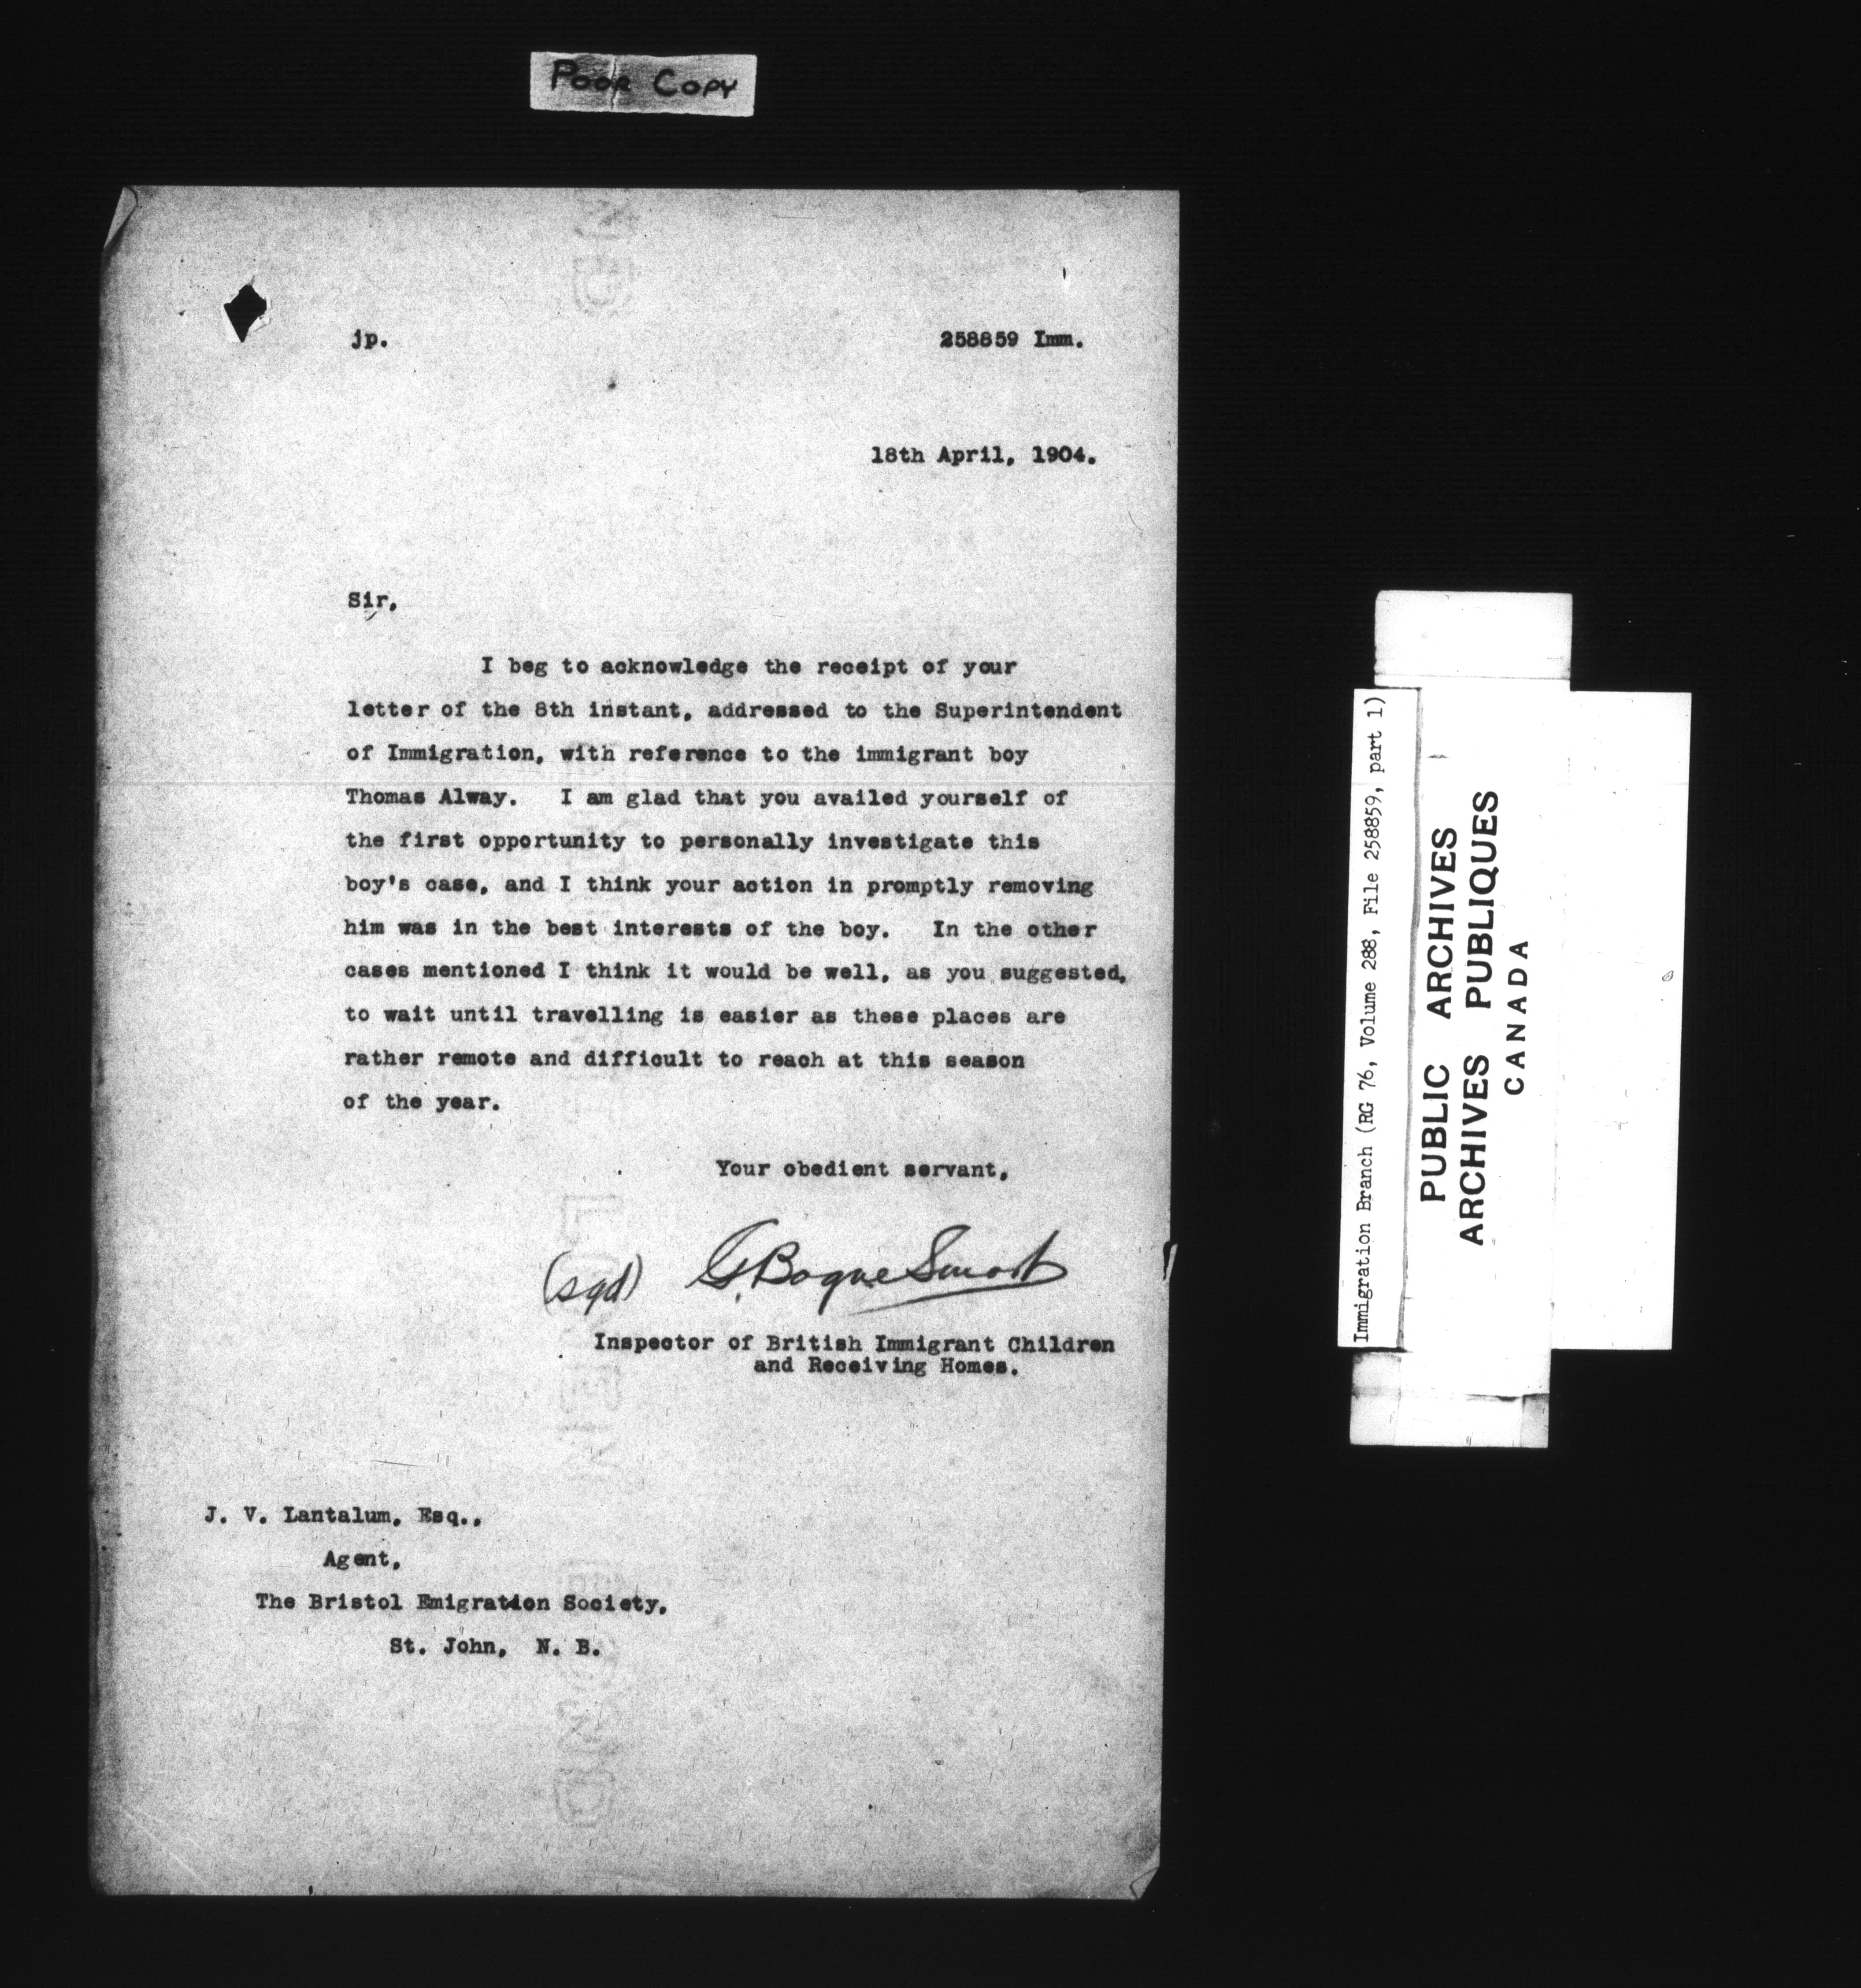 Poor Copy
jp.
258859 Imm.
18th April, 1904.
Sir,
I beg to acknowledge the receipt of your
letter of the 8th instant, addressed to the Superintendent
of Immigration, with reference to the immigrant boy
Thomas Alway. I am glad that you availed yourself of
the first opportunity to personally investigate this
boy's case, and I think your action in promptly removing
him was in the best interests of the boy. In the other
cases mentioned I think it would be well, as you suggested,
to wait until travelling is easier as these places are
rather remote and difficult to reach at this season
of the year.
Your obedient servant,
(sgd) G. Bogue Smart
Inspector of British Immigrant Children
and Receiving Homes.
J. V. Lantalum, Esq.,
Agent,
The Bristol Emigration Society,
St. John, N. B.
Immigration Branch (RG 76, Volume 288, File 258859, part 1)
PUBLIC ARCHIVES
ARCHIVES PUBLIQUES
CANADA